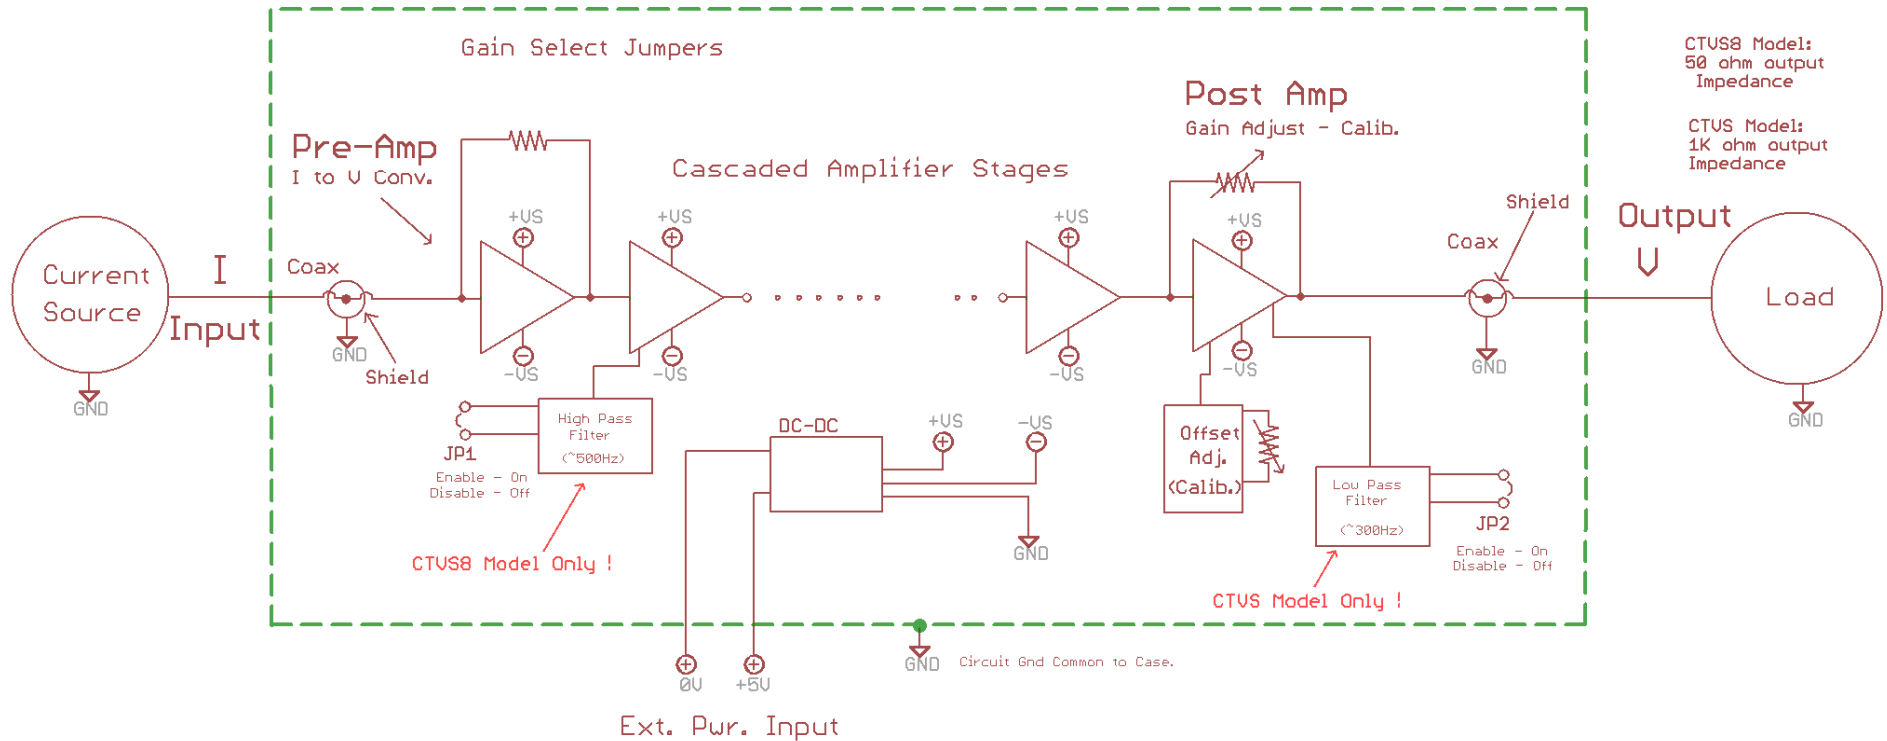 Gain Select Jumpers
CTVS8 Model:
50 ohm output
Impedance
CTVS Model:
1K ohm output
Impedance
Post Amp
Gain Adjust - Calib.
Pre-Amp
I to V Conv.
Cascaded Amplifier Stages
Current
Source
GND
I
Input
Coax
GND
Shield
+VS
-VS
+VS
-VS
+VS
-VS
+VS
-VS
Shield
Coax
GND
Output
V
Load
GND
High Pass
Filter
(~500Hz)
JP1
Enable - On
Disable - Off
CTVS8 Model Only !
DC-DC
+VS
-VS
GND
Offset
Adj.
(Calib.)
Low Pass
Filter
(~300Hz)
JP2
Enable - On
Disable - Off
CTVS Model Only !
GND
Circuit Gnd Common to Case.
0V
+5V
Ext. Pwr. Input